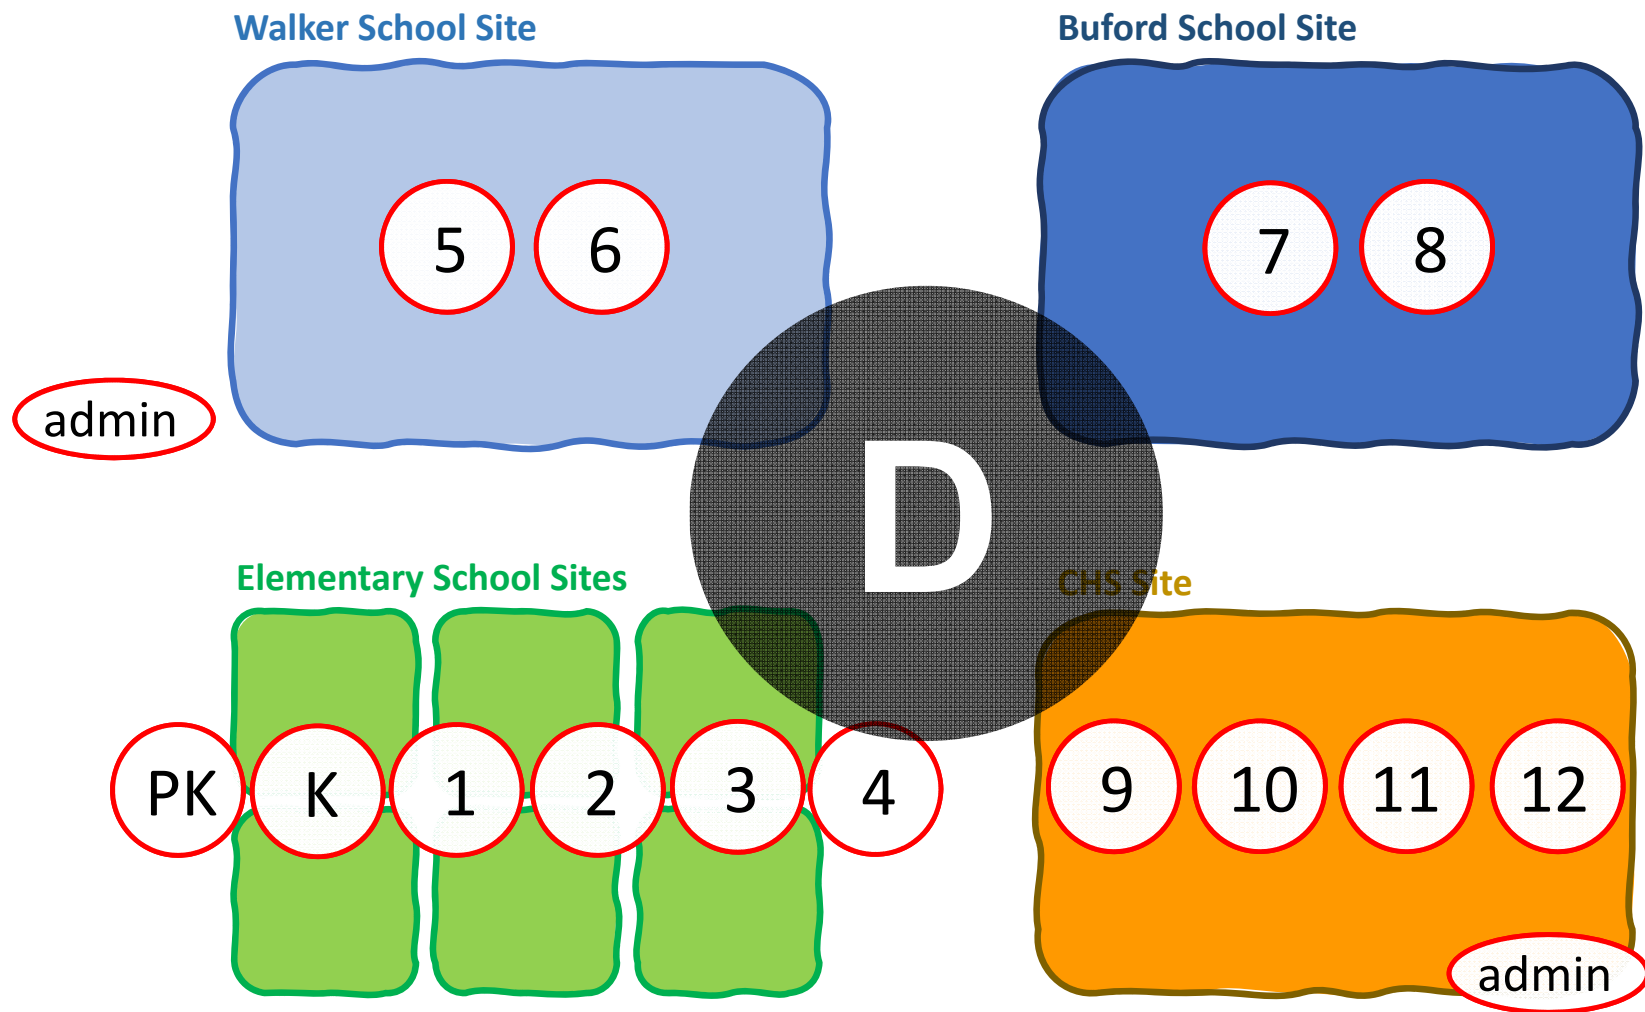 Walker School Site
Buford School Site
5 6
7 8
admin
D
Elementary School Sites
CHS Site
PK K 1 2 3 4
9 10 11 12
admin